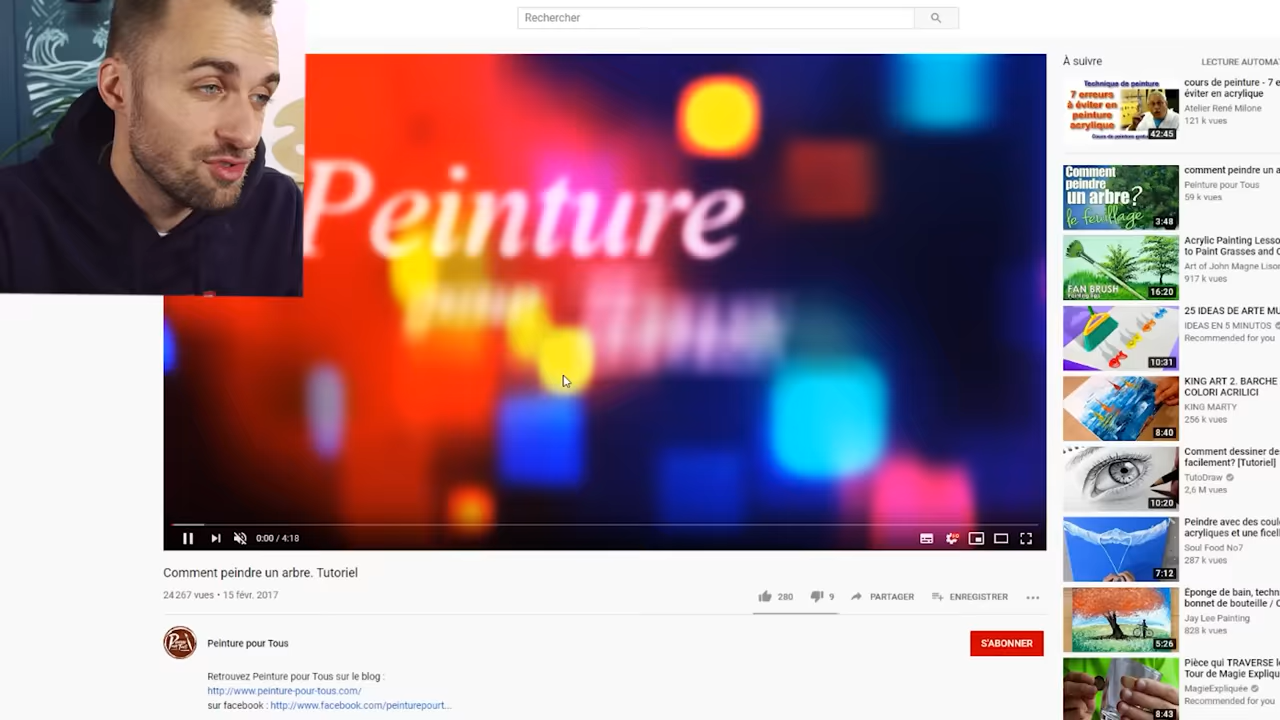 Rechercher
Peinture
pour Tous
0:00 / 4:18
Comment peindre un arbre. Tutoriel
24 267 vues • 15 févr. 2017
280
9
PARTAGER
ENREGISTRER
Peinture pour Tous
S'ABONNER
Retrouvez Peinture pour Tous sur le blog :
http://www.peinture-pour-tous.com/
sur facebook : http://www.facebook.com/peinturepourt...
À suivre
LECTURE AUTOMA
Technique de peinture
7 erreurs
à éviter en
peinture
acrylique
42:45
cours de peinture - 7 e
éviter en acrylique
Atelier René Milone
121 k vues
Comment
peindre
un arbre?
le feuillage
3:48
comment peindre un a
Peinture pour Tous
59 k vues
FAN BRUSH
16:20
Acrylic Painting Lesso
to Paint Grasses and
Art of John Magne Lison
917 k vues
10:31
25 IDEAS DE ARTE MU
IDEAS EN 5 MINUTOS
Recommended for you
8:40
KING ART 2. BARCHE
COLORI ACRILICI
KING MARTY
256 k vues
10:20
Comment dessiner de
facilement? [Tutoriel]
TutoDraw
2,6 M vues
7:12
Peindre avec des coul
acryliques et une ficell
Soul Food No7
287 k vues
5:26
Éponge de bain, techn
bonnet de bouteille / C
Jay Lee Painting
828 k vues
8:43
Pièce qui TRAVERSE le
Tour de Magie Expliqu
MagieExpliquée
Recommended for you